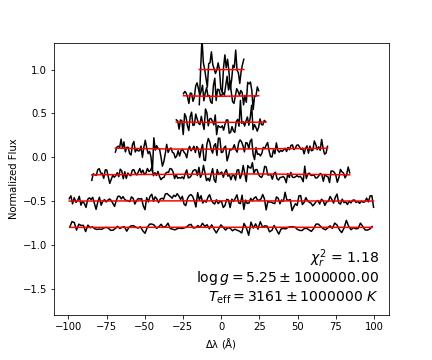 1.0
0.5
0.0
−0.5
−1.0
−1.5
Normalized Flux
χ²ᵣ = 1.18
log g = 5.25 ± 1000000.00
T_eff = 3161 ± 1000000 K
−100 −75 −50 −25 0 25 50 75 100
Δλ (Å)